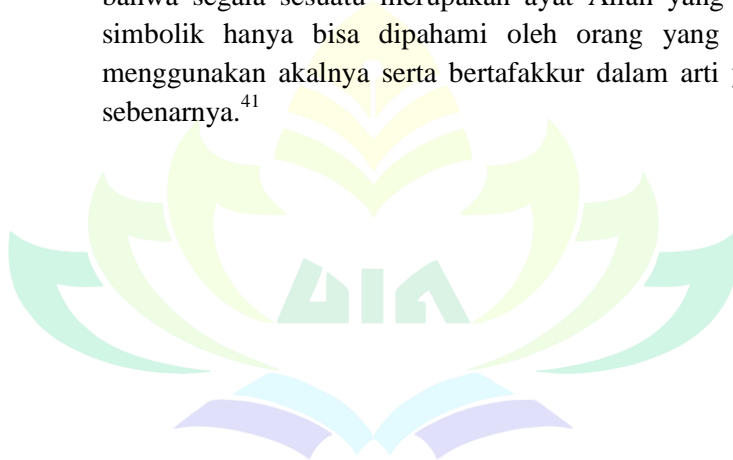 bahwa segala sesuatu merupakan ayat Allah yang
simbolik hanya bisa dipahami oleh orang yang
menggunakan akalnya serta bertafakkur dalam arti
sebenarnya.41
UIN